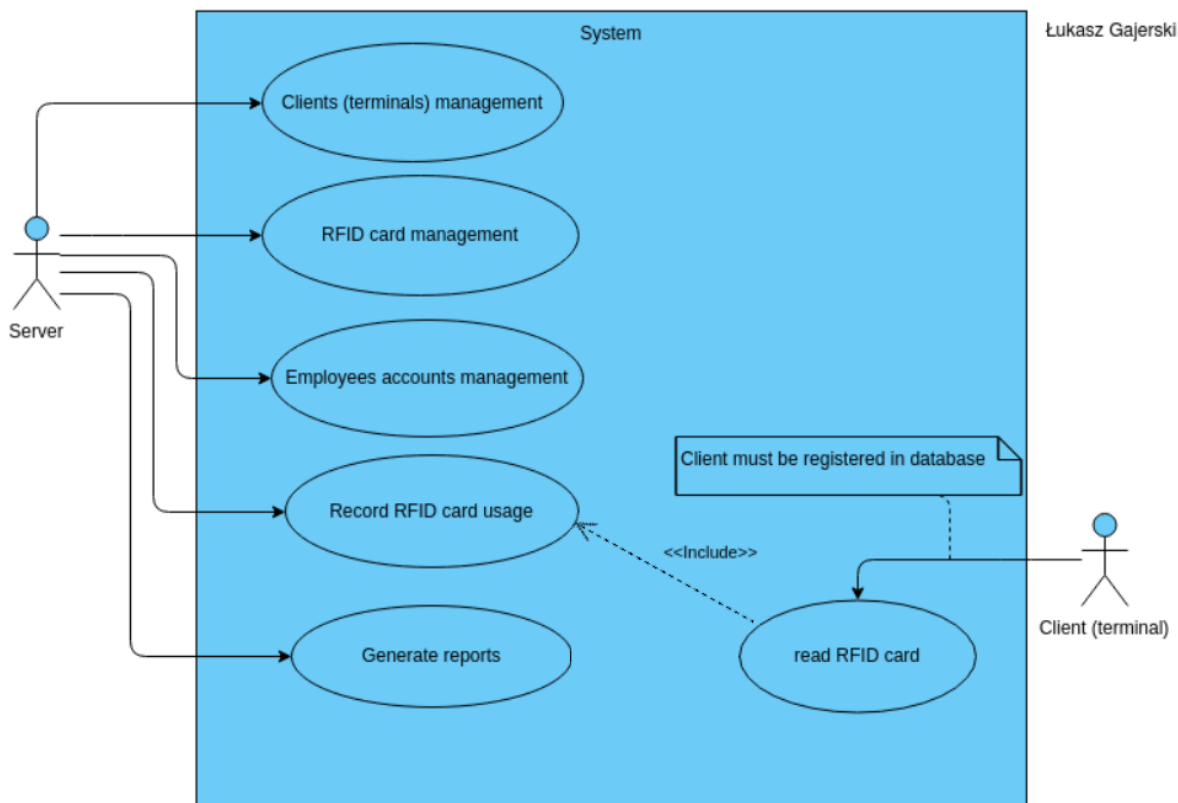 System
Łukasz Gajerski
Clients (terminals) management
RFID card management
Server
Employees accounts management
Client must be registered in database
Record RFID card usage
<<Include>>
Client (terminal)
Generate reports
read RFID card